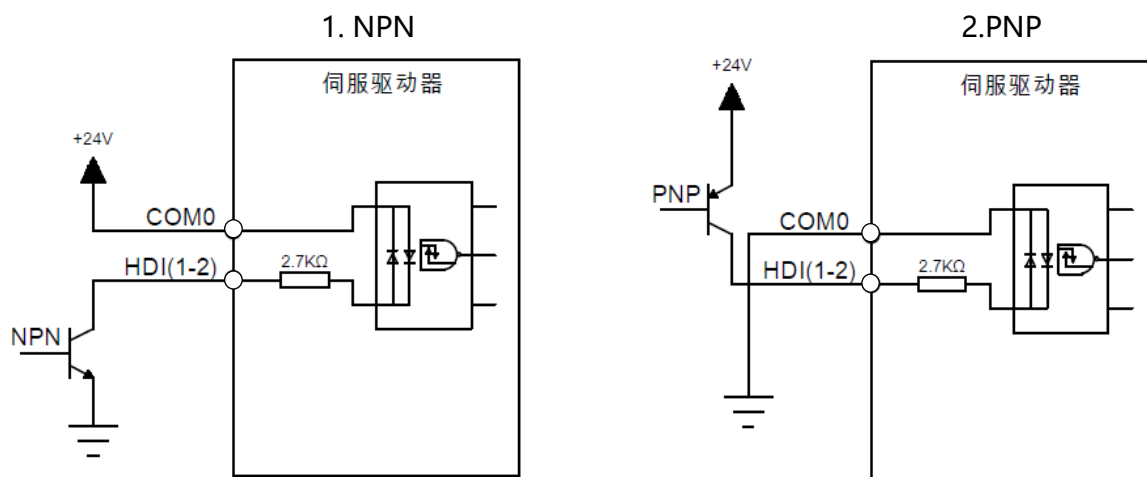 1. NPN
伺服驱动器
+24V
COM0
HDI(1-2)
2.7KΩ
NPN
2.PNP
伺服驱动器
+24V
PNP
COM0
HDI(1-2)
2.7KΩ